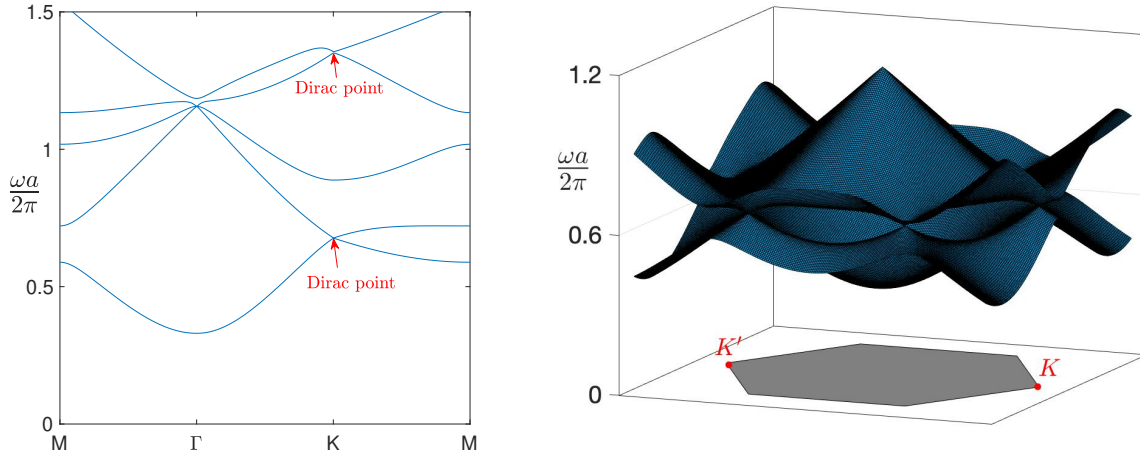 1.5
1
0.5
0
ωa
2π
M
Γ
K
M
Dirac point
Dirac point
1.2
0.6
0
ωa
2π
K′
K